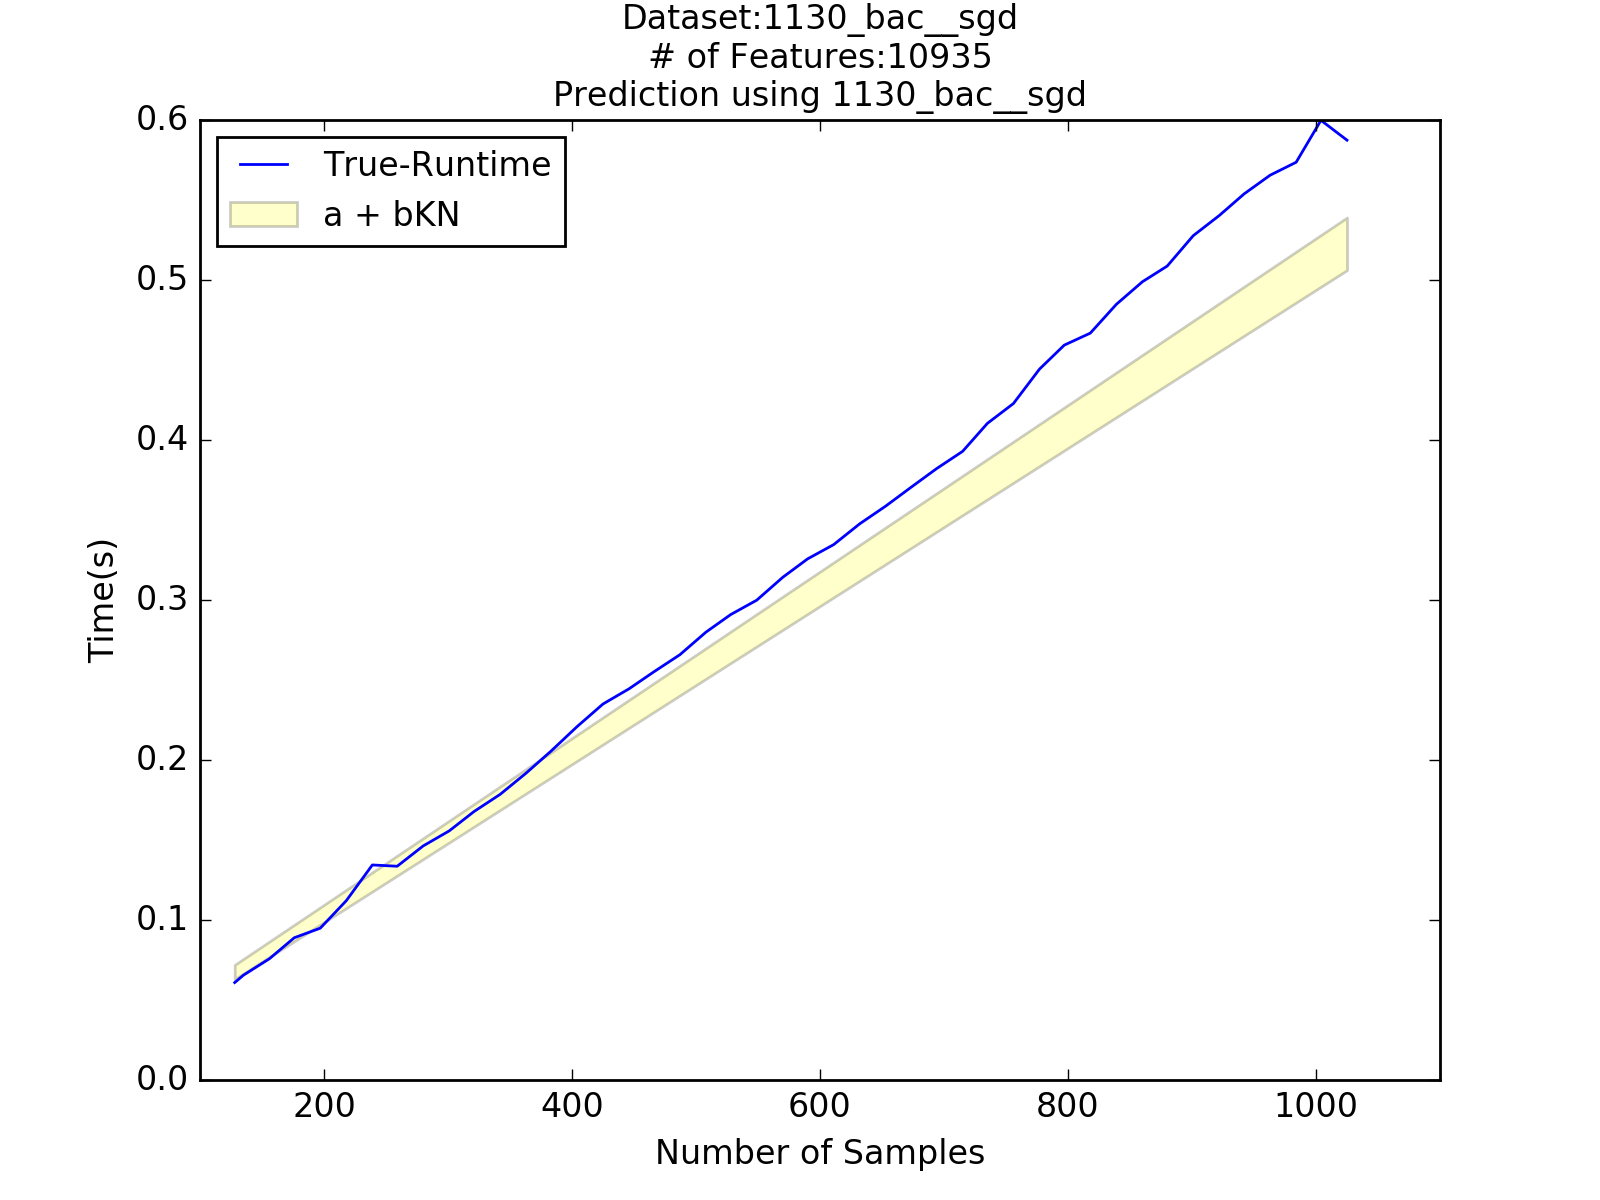 Dataset:1130_bac__sgd
# of Features:10935
Prediction using 1130_bac__sgd
0.6
True-Runtime
a + bKN
0.5
0.4
0.3
0.2
0.1
0.0
Time(s)
200 400 600 800 1000
Number of Samples